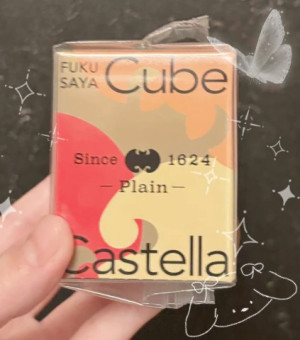 FUKU
SAYA
Cube
Since 1624
— Plain —
Castella